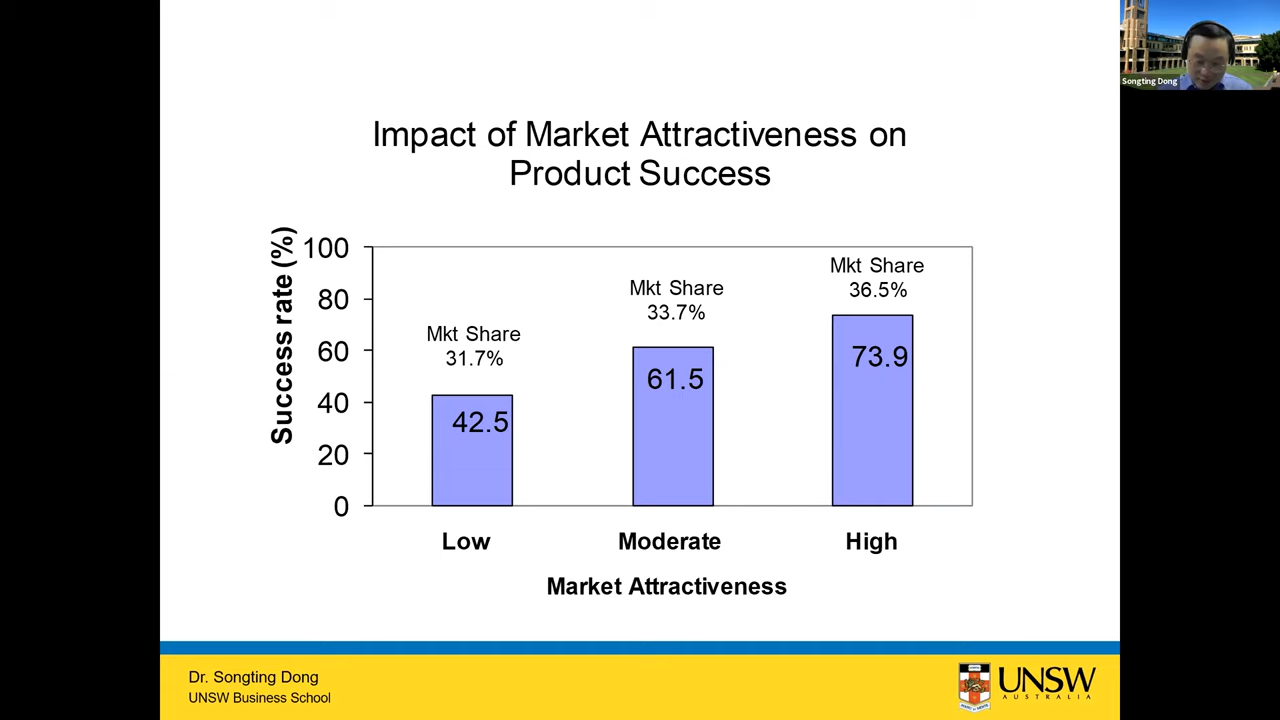 Songting Dong
Impact of Market Attractiveness on
Product Success
Success rate (%)
100
80
60
40
20
0
Mkt Share
31.7%
42.5
Mkt Share
33.7%
61.5
Mkt Share
36.5%
73.9
Low
Moderate
High
Market Attractiveness
Dr. Songting Dong
UNSW Business School
UNSW
AUSTRALIA